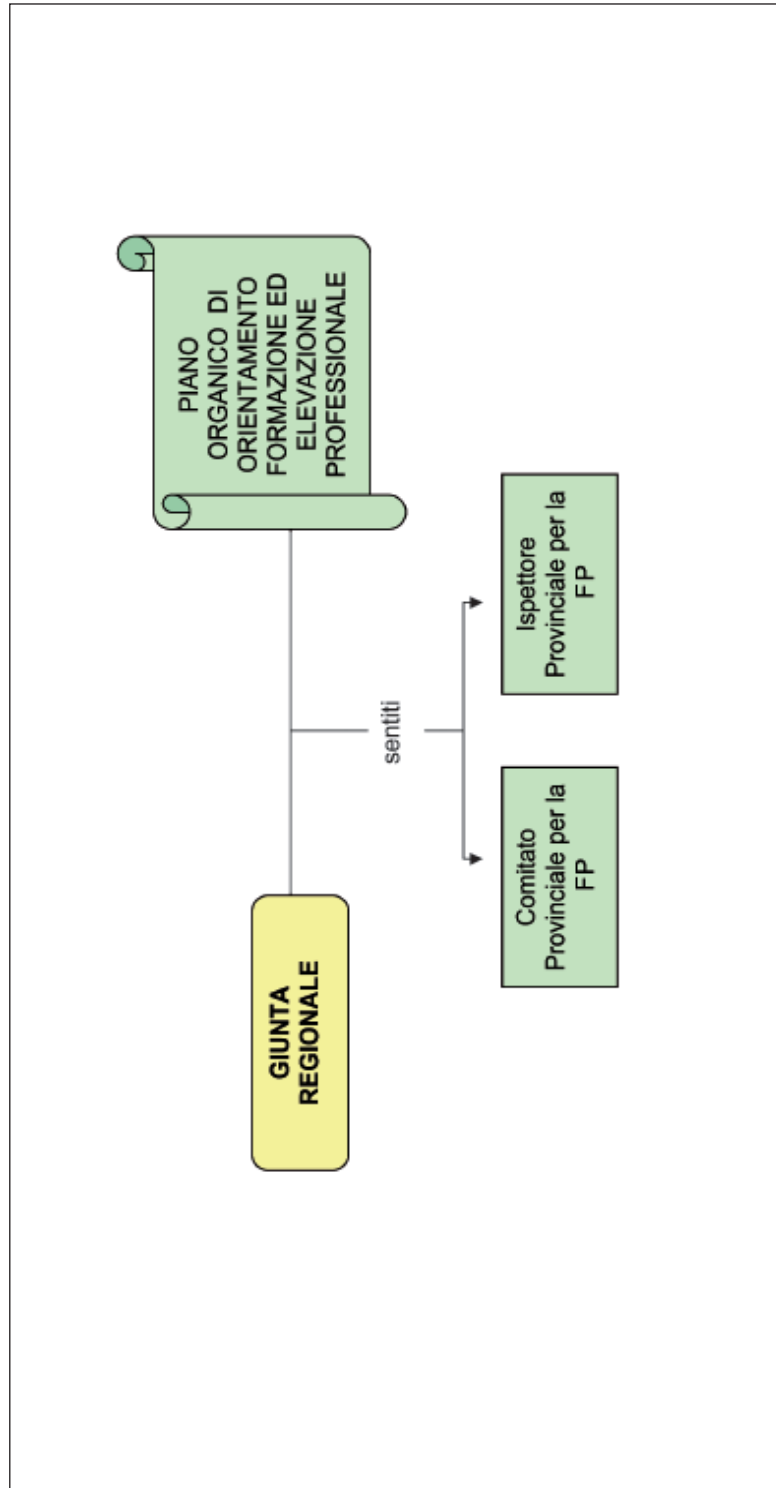 GIUNTA
REGIONALE
PIANO
ORGANICO DI
ORIENTAMENTO
FORMAZIONE ED
ELEVAZIONE
PROFESSIONALE
sentiti
Comitato
Provinciale per la
FP
Ispettore
Provinciale per la
FP